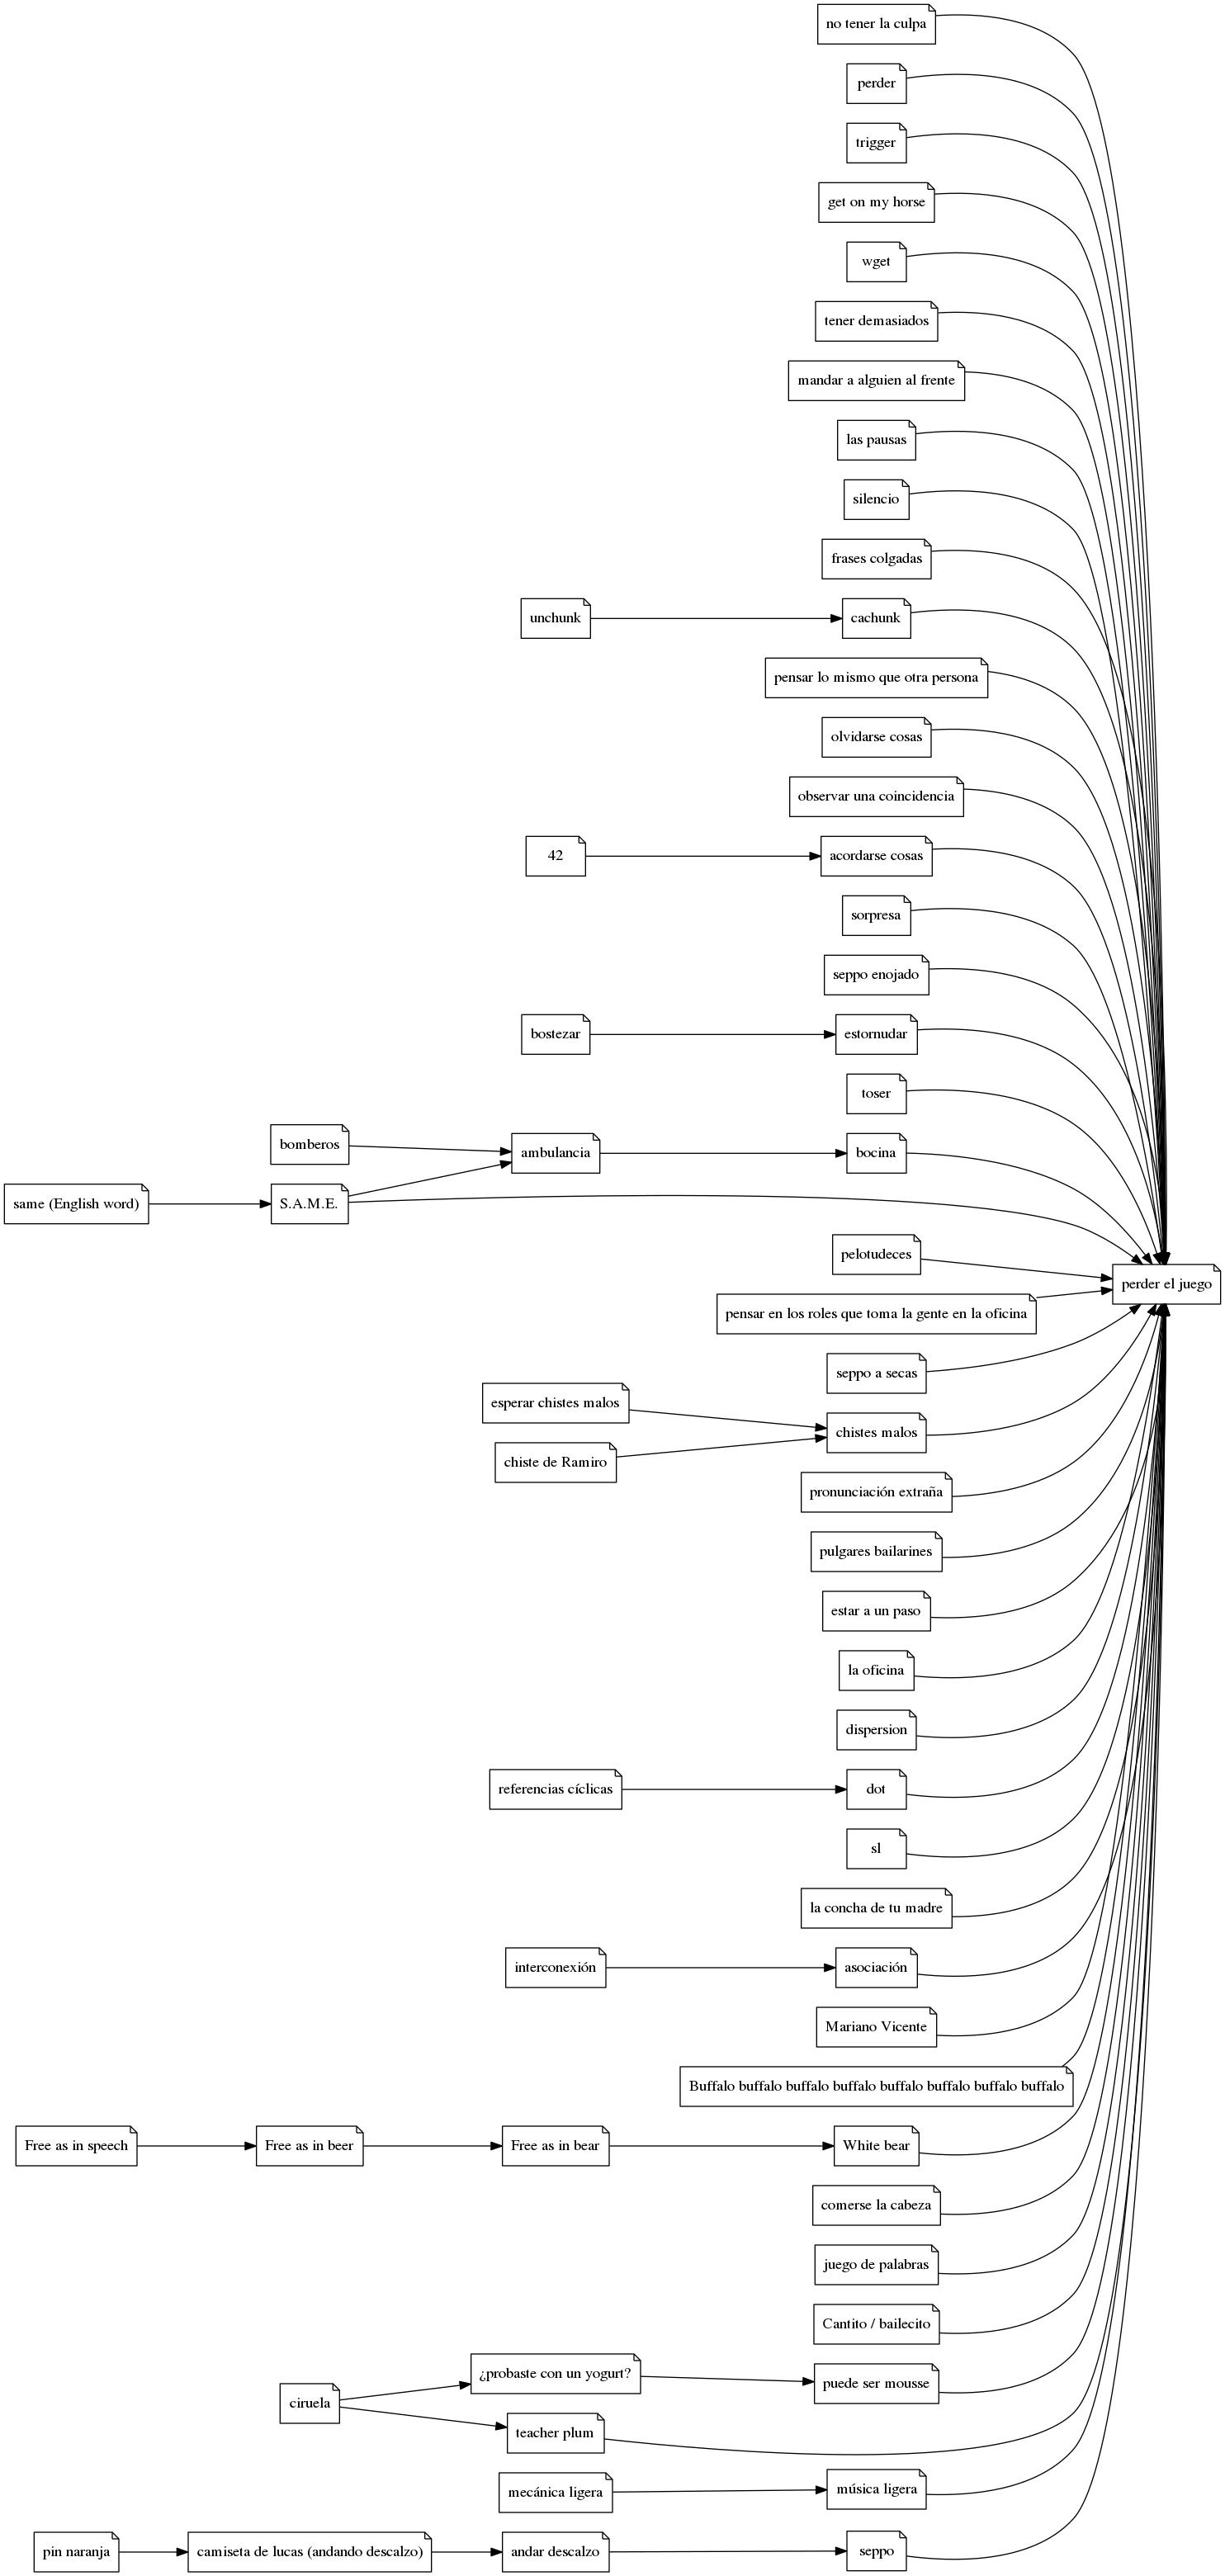 no tener la culpa
perder
trigger
get on my horse
wget
tener demasiados
mandar a alguien al frente
las pausas
silencio
frases colgadas
unchunk
cachunk
pensar lo mismo que otra persona
olvidarse cosas
observar una coincidencia
42
acordarse cosas
sorpresa
seppo enojado
bostezar
estornudar
toser
bomberos
ambulancia
bocina
same (English word)
S.A.M.E.
pelotudeces
perder el juego
pensar en los roles que toma la gente en la oficina
seppo a secas
esperar chistes malos
chistes malos
chiste de Ramiro
pronunciación extraña
pulgares bailarines
estar a un paso
la oficina
dispersion
referencias cíclicas
dot
sl
la concha de tu madre
interconexión
asociación
Mariano Vicente
Buffalo buffalo buffalo buffalo buffalo buffalo buffalo buffalo
Free as in speech
Free as in beer
Free as in bear
White bear
comerse la cabeza
juego de palabras
Cantito / bailecito
¿probaste con un yogurt?
puede ser mousse
ciruela
teacher plum
mecánica ligera
música ligera
pin naranja
camiseta de lucas (andando descalzo)
andar descalzo
seppo